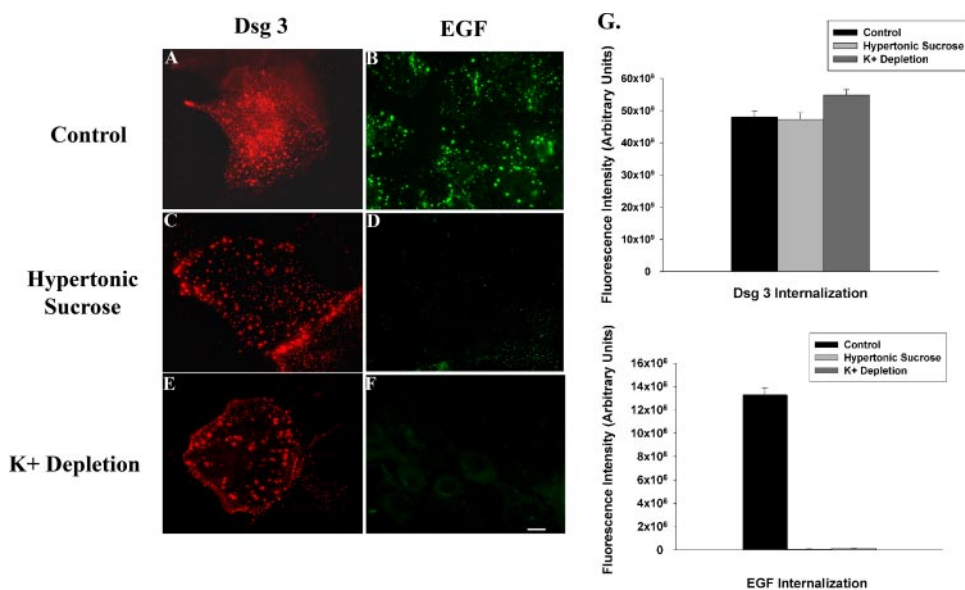 Dsg 3
EGF
Control
A
B
Hypertonic
Sucrose
C
D
K+ Depletion
E
F
G.
Control
Hypertonic Sucrose
K+ Depletion
Fluorescence Intensity (Arbitrary Units)
60x10⁶
50x10⁶
40x10⁶
30x10⁶
20x10⁶
10x10⁶
0
Dsg 3 Internalization
Control
Hypertonic Sucrose
K+ Depletion
Fluorescence Intensity (Arbitrary Units)
16x10⁶
14x10⁶
12x10⁶
10x10⁶
8x10⁶
6x10⁶
4x10⁶
2x10⁶
0
EGF Internalization